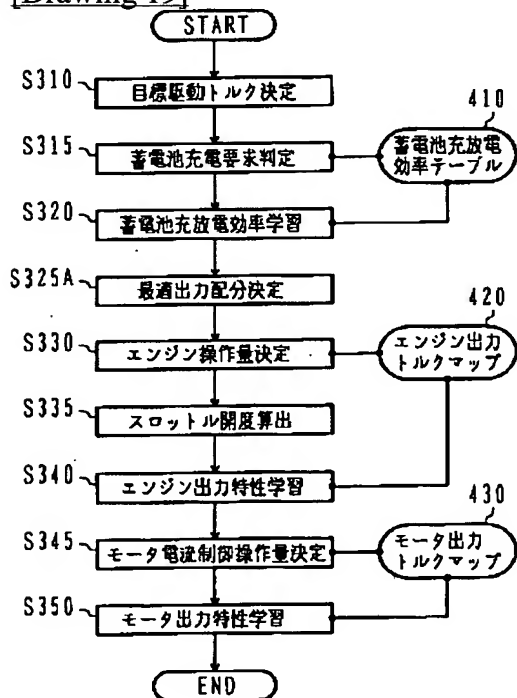 [Drawing 19]
START
S310
目標駆動トルク決定
410
S315
蓄電池充電要求判定
蓄電池充放電
効率テーブル
S320
蓄電池充放電効率学習
S325A
最適出力配分決定
420
S330
エンジン操作量決定
エンジン出力
トルクマップ
S335
スロットル開度算出
S340
エンジン出力特性学習
430
S345
モータ電流制御操作量決定
モータ出力
トルクマップ
S350
モータ出力特性学習
END